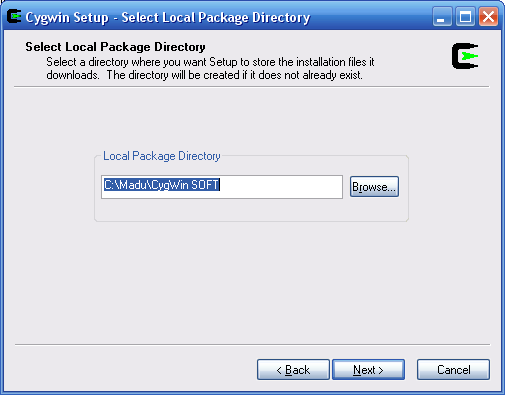 Cygwin Setup - Select Local Package Directory
Select Local Package Directory
Select a directory where you want Setup to store the installation files it
downloads. The directory will be created if it does not already exist.
Local Package Directory
C:\Madu\CygWin SOFT
Browse...
< Back
Next >
Cancel